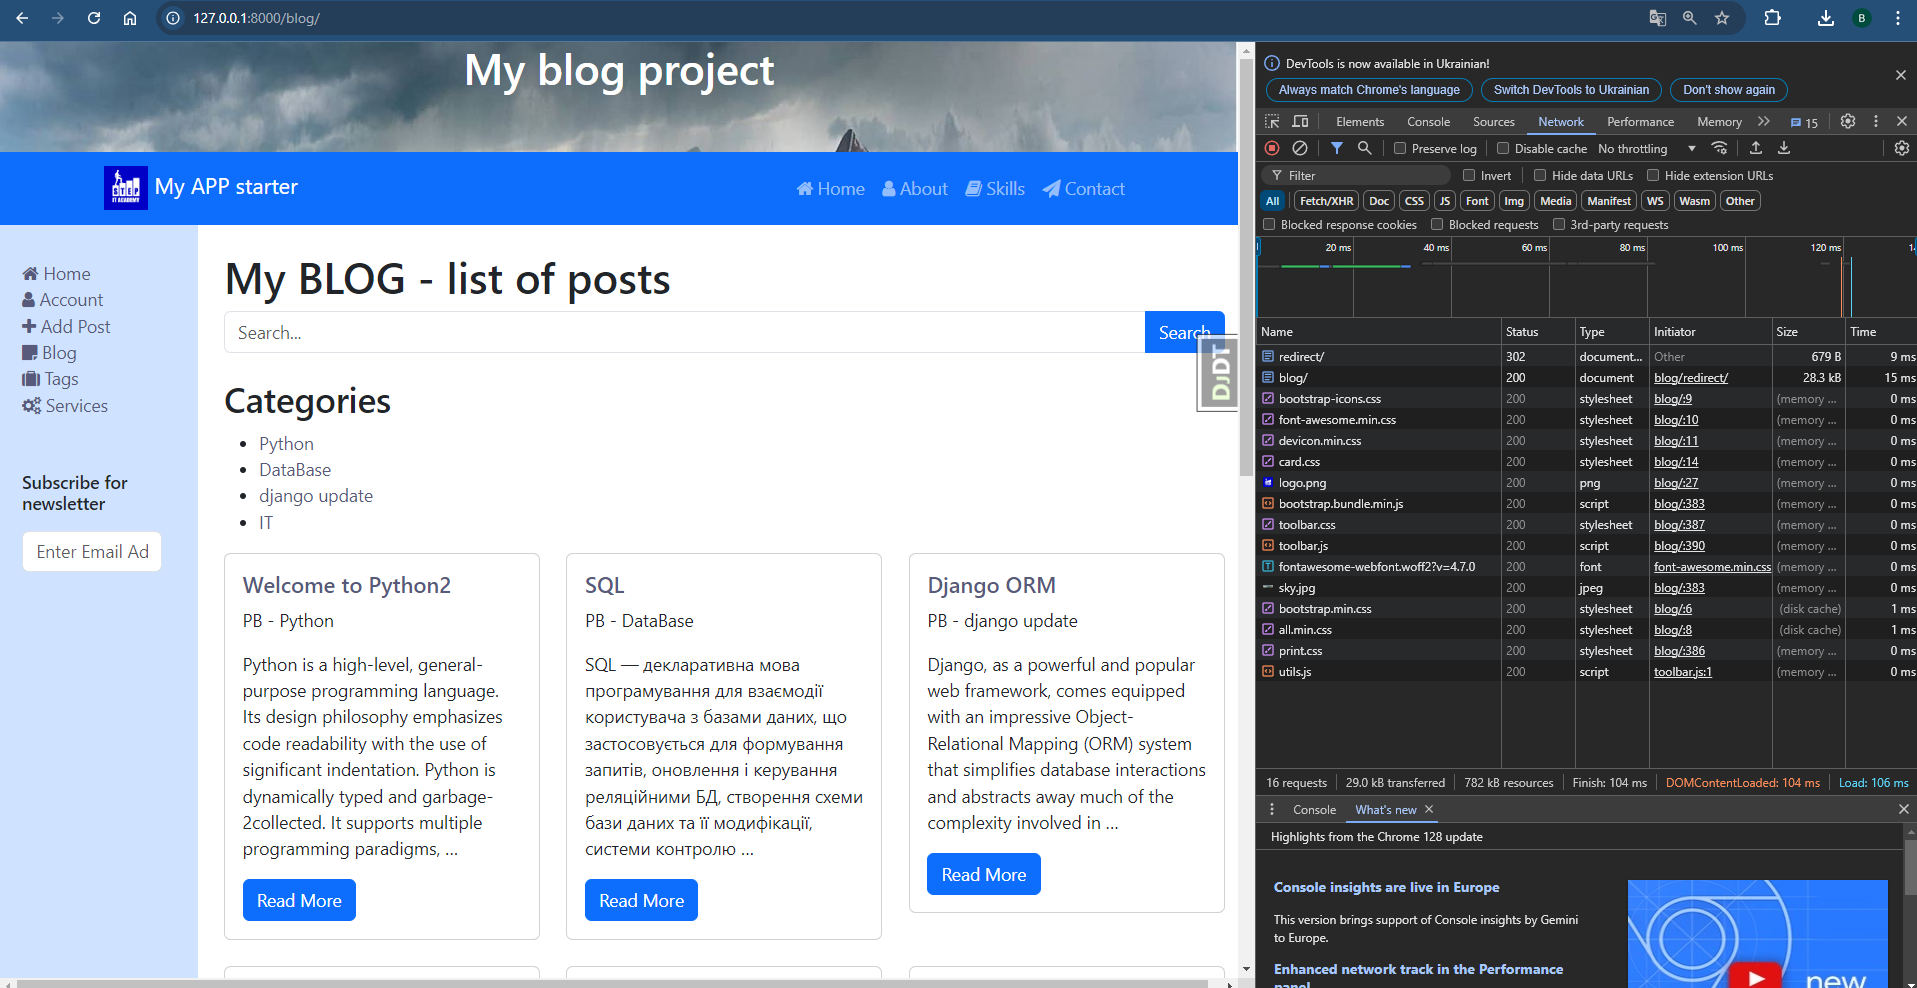 127.0.0.1:8000/blog/
B
My blog project
STEP
IT ACADEMY
My APP starter
Home
About
Skills
Contact
Home
Account
Add Post
Blog
Tags
Services
Subscribe for
newsletter
Enter Email Ad
My BLOG - list of posts
Search...
Search
DJDT
Categories
Python
DataBase
django update
IT
Welcome to Python2
PB - Python
Python is a high-level, general-
purpose programming language.
Its design philosophy emphasizes
code readability with the use of
significant indentation. Python is
dynamically typed and garbage-
2collected. It supports multiple
programming paradigms, ...
Read More
SQL
PB - DataBase
SQL — декларативна мова
програмування для взаємодії
користувача з базами даних, що
застосовується для формування
запитів, оновлення і керування
реляційними БД, створення схеми
бази даних та її модифікації,
системи контролю ...
Read More
Django ORM
PB - django update
Django, as a powerful and popular
web framework, comes equipped
with an impressive Object-
Relational Mapping (ORM) system
that simplifies database interactions
and abstracts away much of the
complexity involved in ...
Read More
DevTools is now available in Ukrainian!
Always match Chrome's language
Switch DevTools to Ukrainian
Don't show again
Elements Console Sources Network Performance Memory 15
Preserve log Disable cache No throttling
Filter Invert Hide data URLs Hide extension URLs
All Fetch/XHR Doc CSS JS Font Img Media Manifest WS Wasm Other
Blocked response cookies Blocked requests 3rd-party requests
20 ms 40 ms 60 ms 80 ms 100 ms 120 ms
Name Status Type Initiator Size Time
redirect/ 302 document... Other 679 B 9 ms
blog/ 200 document blog/redirect/ 28.3 kB 15 ms
bootstrap-icons.css 200 stylesheet blog/:9 (memory ... 0 ms
font-awesome.min.css 200 stylesheet blog/:10 (memory ... 0 ms
devicon.min.css 200 stylesheet blog/:11 (memory ... 0 ms
card.css 200 stylesheet blog/:14 (memory ... 0 ms
logo.png 200 png blog/:27 (memory ... 0 ms
bootstrap.bundle.min.js 200 script blog/:383 (memory ... 0 ms
toolbar.css 200 stylesheet blog/:387 (memory ... 0 ms
toolbar.js 200 script blog/:390 (memory ... 0 ms
fontawesome-webfont.woff2?v=4.7.0 200 font font-awesome.min.css (memory ... 0 ms
sky.jpg 200 jpeg blog/:383 (memory ... 0 ms
bootstrap.min.css 200 stylesheet blog/:6 (disk cache) 1 ms
all.min.css 200 stylesheet blog/:8 (disk cache) 1 ms
print.css 200 stylesheet blog/:386 (memory ... 0 ms
utils.js 200 script toolbar.js:1 (memory ... 0 ms
16 requests 29.0 kB transferred 782 kB resources Finish: 104 ms DOMContentLoaded: 104 ms Load: 106 ms
Console What's new
Highlights from the Chrome 128 update
Console insights are live in Europe
This version brings support of Console insights by Gemini
to Europe.
Enhanced network track in the Performance
panel
new